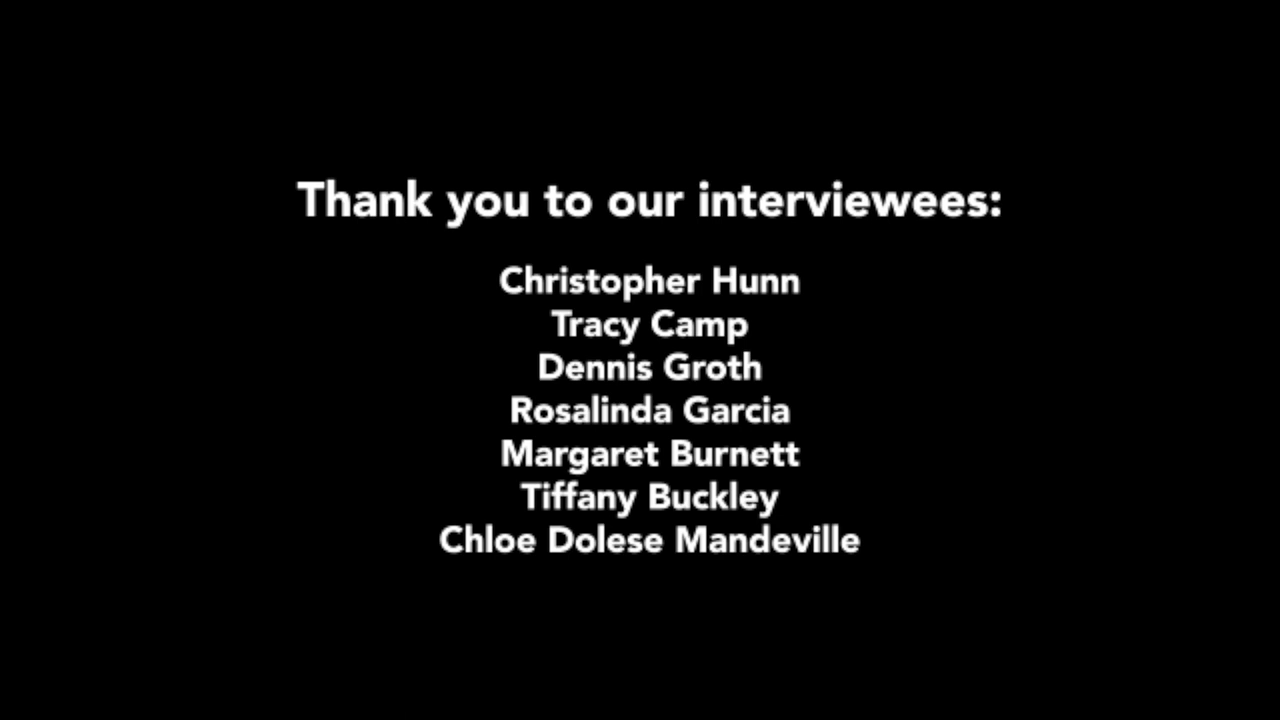 Thank you to our interviewees:
Christopher Hunn
Tracy Camp
Dennis Groth
Rosalinda Garcia
Margaret Burnett
Tiffany Buckley
Chloe Dolese Mandeville